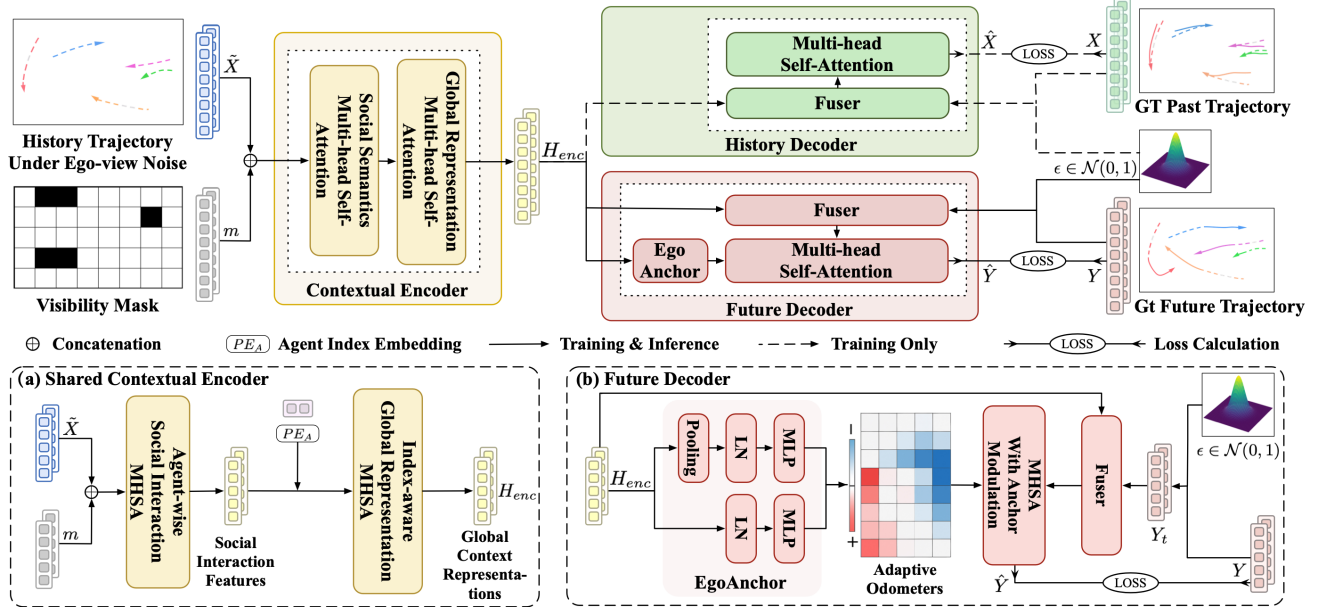 History Trajectory
Under Ego-view Noise
X̃
m
Visibility Mask
Social Semantics
Multi-head Self-
Attention
Global Representation
Multi-head Self-
Attention
Contextual Encoder
H_enc
Multi-head
Self-Attention
Fuser
History Decoder
X̂
LOSS
X
GT Past Trajectory
ϵ ∈ N(0, 1)
Fuser
Ego
Anchor
Multi-head
Self-Attention
Future Decoder
Ŷ
LOSS
Y
Gt Future Trajectory
⊕ Concatenation
PE_A Agent Index Embedding
Training & Inference
Training Only
LOSS Loss Calculation
(a) Shared Contextual Encoder
X̃
m
Agent-wise
Social Interaction
MHSA
Social
Interaction
Features
PE_A
Index-aware
Global Representation
MHSA
H_enc
Global
Context
Representa-
tions
(b) Future Decoder
H_enc
Pooling
LN
MLP
LN
MLP
EgoAnchor
−
−
+
Adaptive
Odometers
MHSA
With Anchor
Modulation
Fuser
Y_t
ϵ ∈ N(0, 1)
Ŷ
LOSS
Y